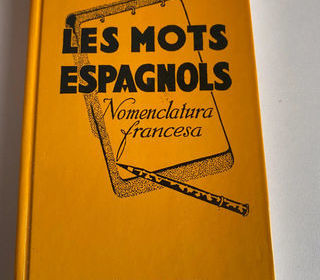 LES MOTS
ESPAGNOLS
Nomenclatura
francesa